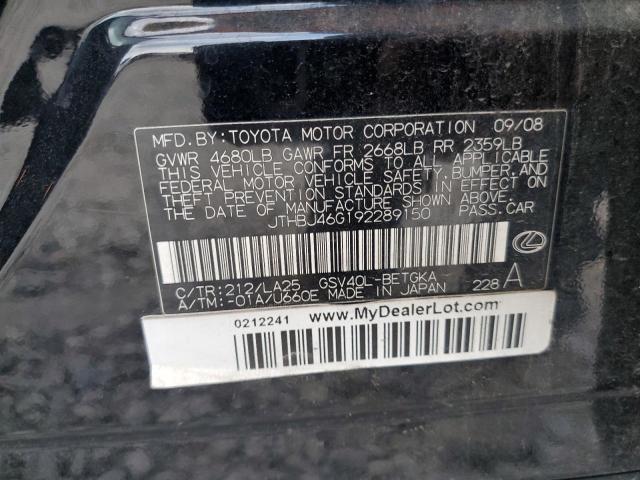 MFD. BY: TOYOTA MOTOR CORPORATION 09/08
GVWR 4680LB GAWR FR 2668LB RR 2359LB
THIS VEHICLE CONFORMS TO ALL APPLICABLE
FEDERAL MOTOR VEHICLE SAFETY, BUMPER, AND
THEFT PREVENTION STANDARDS IN EFFECT ON
THE DATE OF MANUFACTURE SHOWN ABOVE.
JTHBJ46G192289150 PASS. CAR
C/TR: 212/LA25 GSV40L-BETGKA
A/TM: -01A/U660E MADE IN JAPAN 228 A
0212241 www.MyDealerLot.com